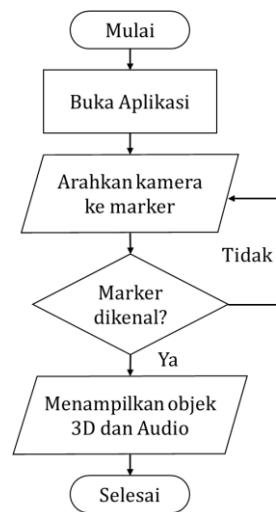 Mulai
Buka Aplikasi
Arahkan kamera
ke marker
Tidak
Marker
dikenal?
Ya
Menampilkan objek
3D dan Audio
Selesai